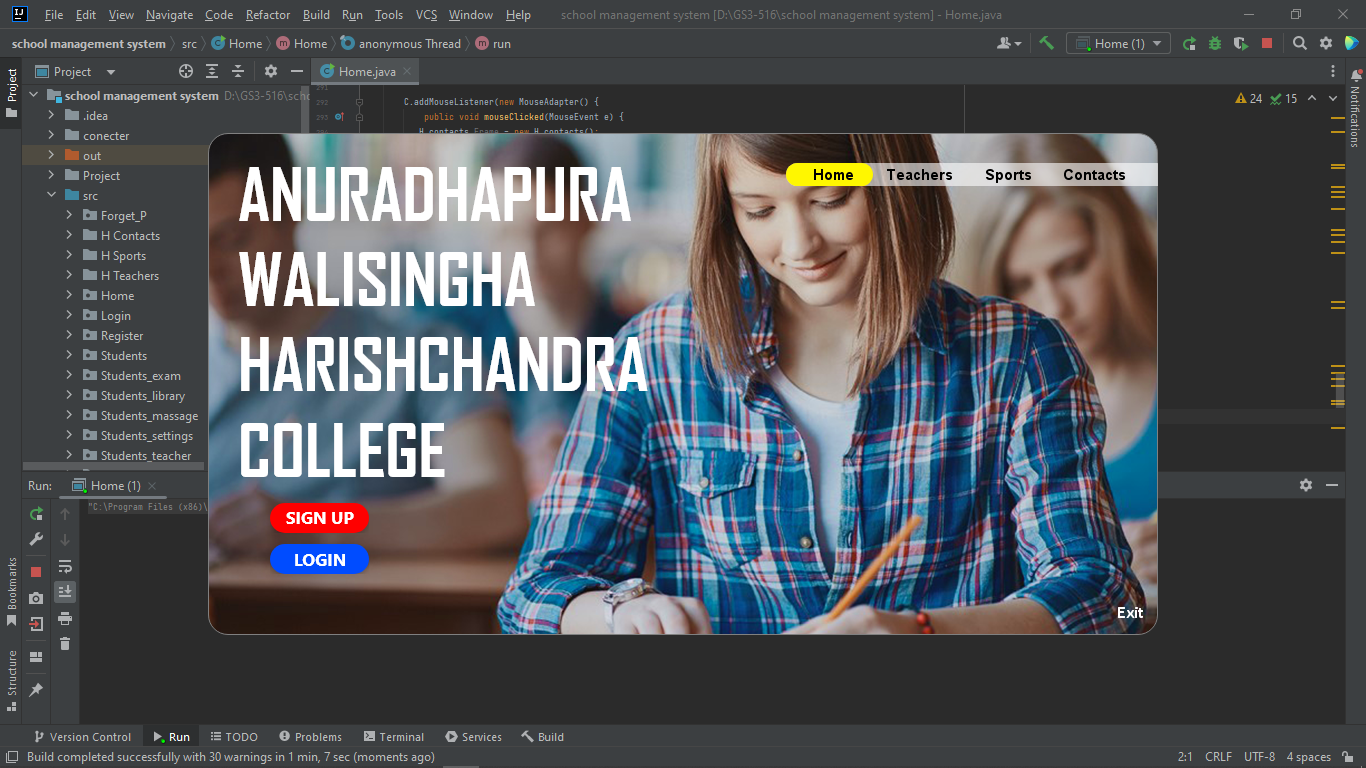 File Edit View Navigate Code Refactor Build Run Tools VCS Window Help school management system [D:\GS3-516\school management system] - Home.java
school management system src Home Home anonymous Thread run Home (1)
Project Home.java
school management system D:\GS3-516\scho
.idea
conecter
out
Project
src
Forget_P
H Contacts
H Sports
H Teachers
Home
Login
Register
Students
Students_exam
Students_library
Students_massage
Students_settings
Students_teacher
291
292 C.addMouseListener(new MouseAdapter() {
293 public void mouseClicked(MouseEvent e) {
H_contacts Frame = new H_contacts();
24 15
Project
Notifications
Bookmarks
Structure
Home Teachers Sports Contacts
ANURADHAPURA
WALISINGHA
HARISHCHANDRA
COLLEGE
SIGN UP
LOGIN
Exit
Run: Home (1)
"C:\Program Files (x86)\
Version Control Run TODO Problems Terminal Services Build
Build completed successfully with 30 warnings in 1 min, 7 sec (moments ago) 2:1 CRLF UTF-8 4 spaces